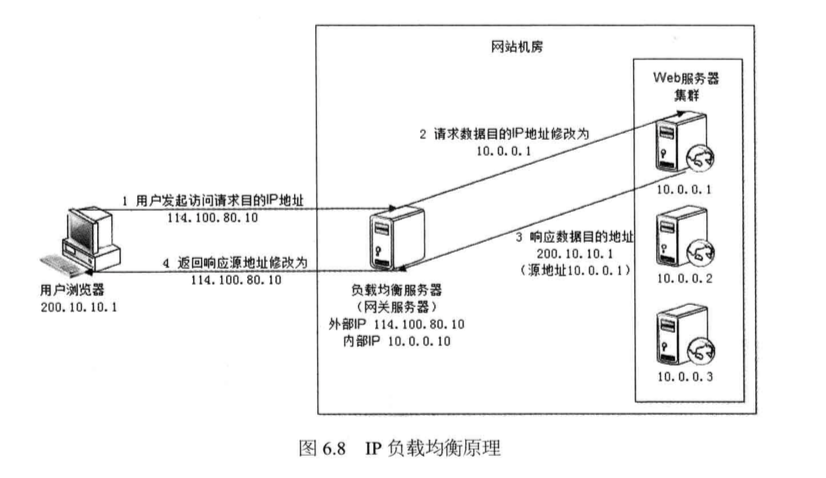 网站机房
Web服务器
集群
2 请求数据目的IP地址修改为
10.0.0.1
10.0.0.1
1 用户发起访问请求目的IP地址
114.100.80.10
3 响应数据目的地址
200.10.10.1
（源地址10.0.0.1）
4 返回响应源地址修改为
114.100.80.10
10.0.0.2
用户浏览器
200.10.10.1
负载均衡服务器
（网关服务器）
外部IP 114.100.80.10
内部IP 10.0.0.10
10.0.0.3
图 6.8 IP 负载均衡原理